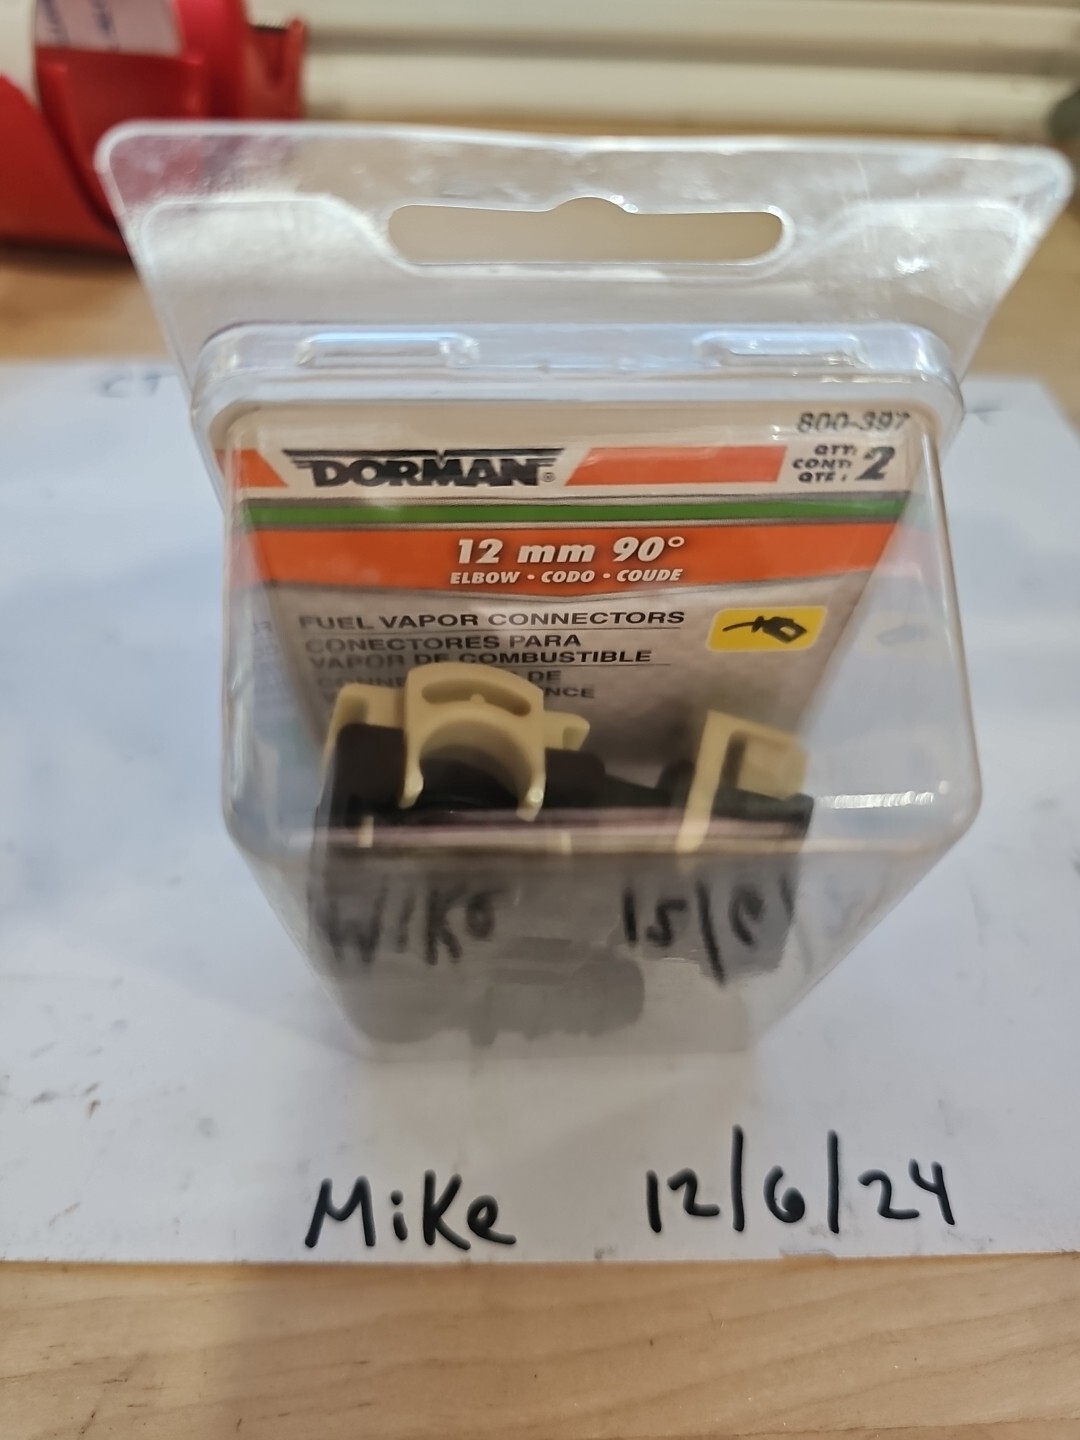 800-397
DORMAN®
QTY:
CONT:
QTE :
2
12 mm 90°
ELBOW • CODO • COUDE
FUEL VAPOR CONNECTORS
CONECTORES PARA
VAPOR DE COMBUSTIBLE
DE
Mike 12/6/24